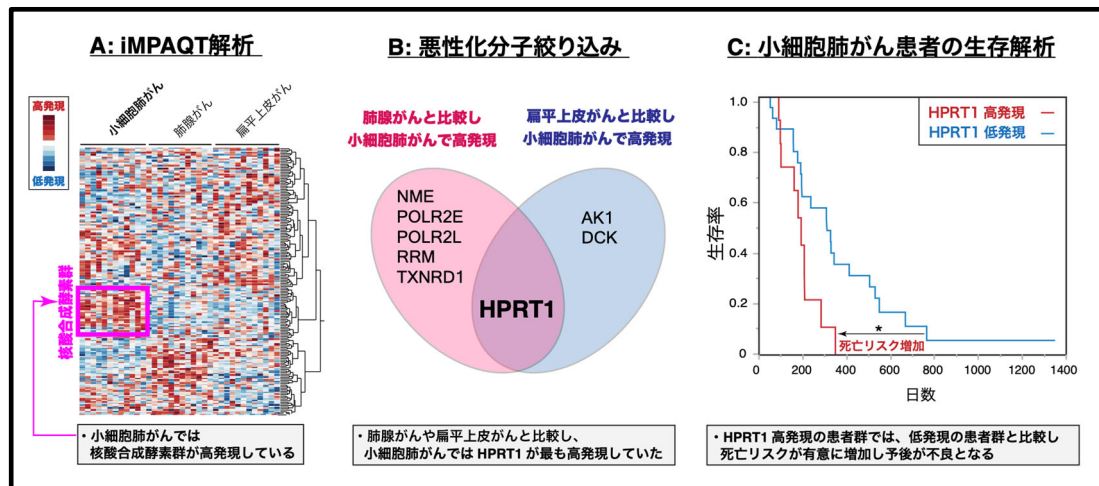 A: iMPAQT解析
高発現
低発現
小細胞肺がん
肺腺がん
扁平上皮がん
核酸合成酵素群
・小細胞肺がんでは
核酸合成酵素群が高発現している
B: 悪性化分子絞り込み
肺腺がんと比較し
小細胞肺がんで高発現
扁平上皮がんと比較し
小細胞肺がんで高発現
NME
POLR2E
POLR2L
RRM
TXNRD1
HPRT1
AK1
DCK
・肺腺がんや扁平上皮がんと比較し、
小細胞肺がんではHPRT1が最も高発現していた
C: 小細胞肺がん患者の生存解析
HPRT1 高発現
HPRT1 低発現
生存率
1.0
0.8
0.6
0.4
0.2
0
*
死亡リスク増加
0 200 400 600 800 1000 1200 1400
日数
・HPRT1 高発現の患者群では、低発現の患者群と比較し
死亡リスクが有意に増加し予後が不良となる